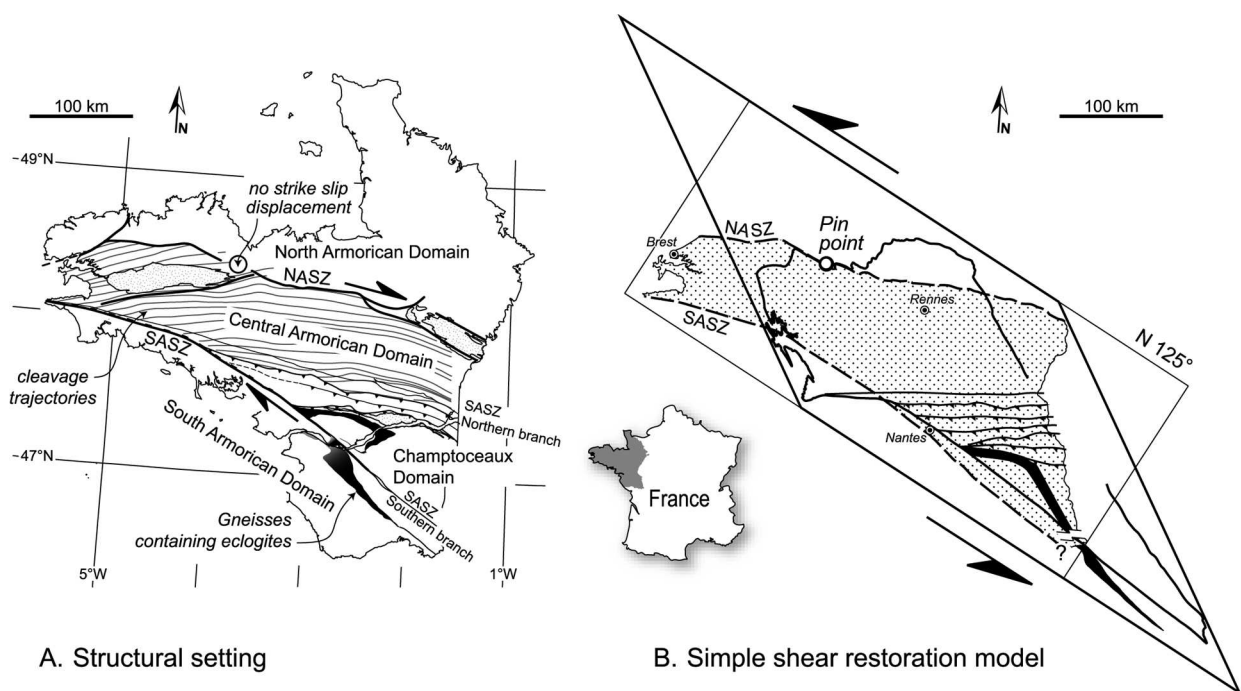 100 km
N
~49°N
no strike slip
displacement
North Armorican Domain
NASZ
Central Armorican Domain
SASZ
cleavage
trajectories
SASZ
Northern branch
South Armorican Domain
Champtoceaux
Domain
~47°N
SASZ
Southern branch
Gneisses
containing eclogites
5°W
1°W
A. Structural setting
N
100 km
Pin
point
NASZ
Brest
Rennes
SASZ
N 125°
Nantes
France
?
B. Simple shear restoration model